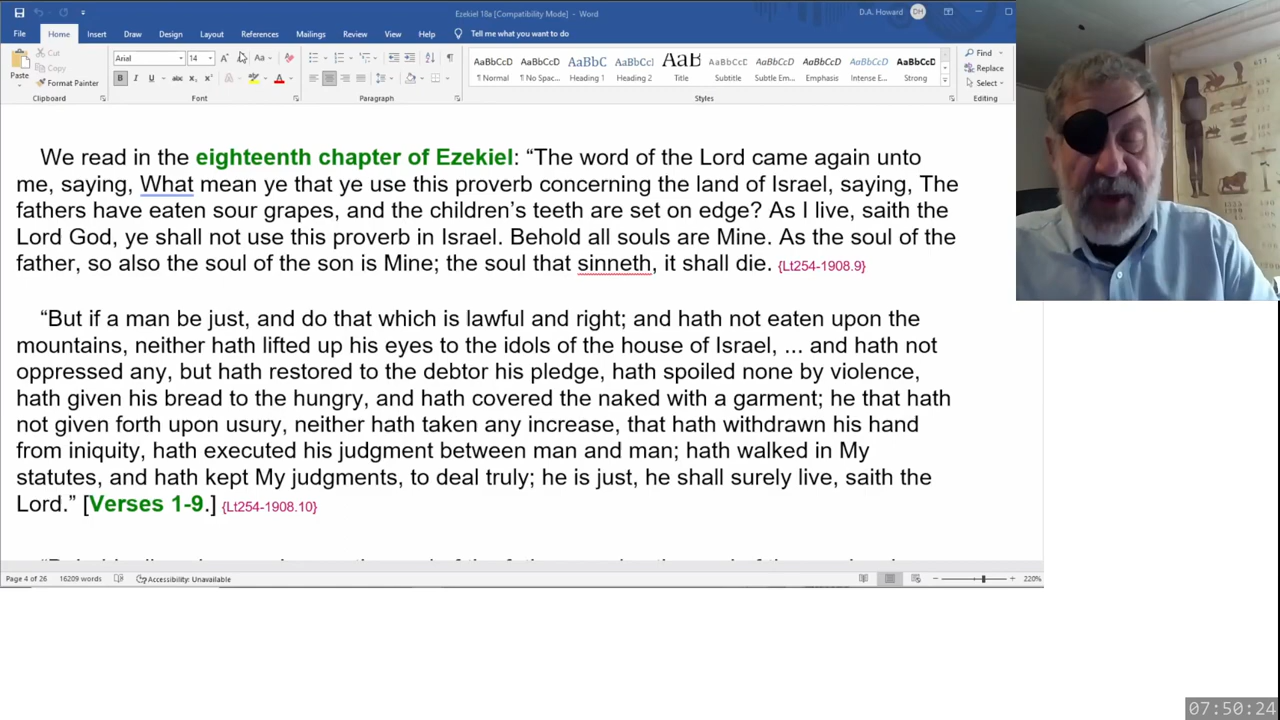 Ezekiel 18a [Compatibility Mode] - Word
D.A. Howard DH
File Home Insert Draw Design Layout References Mailings Review View Help Tell me what you want to do
Paste Cut Copy Format Painter Clipboard
Arial 14 A A Aa B I U abc x₂ x² A A Font
Paragraph
AaBbCcD AaBbCcD AaBbC AaBbCcI AaB AaBbCcD AaBbCcD AaBbCcD AaBbCcD AaBbCcD
¶ Normal ¶ No Spac... Heading 1 Heading 2 Title Subtitle Subtle Em... Emphasis Intense E... Strong
Styles
Find Replace Select Editing
We read in the eighteenth chapter of Ezekiel: “The word of the Lord came again unto
me, saying, What mean ye that ye use this proverb concerning the land of Israel, saying, The
fathers have eaten sour grapes, and the children’s teeth are set on edge? As I live, saith the
Lord God, ye shall not use this proverb in Israel. Behold all souls are Mine. As the soul of the
father, so also the soul of the son is Mine; the soul that sinneth, it shall die. {Lt254-1908.9}
“But if a man be just, and do that which is lawful and right; and hath not eaten upon the
mountains, neither hath lifted up his eyes to the idols of the house of Israel, ... and hath not
oppressed any, but hath restored to the debtor his pledge, hath spoiled none by violence,
hath given his bread to the hungry, and hath covered the naked with a garment; he that hath
not given forth upon usury, neither hath taken any increase, that hath withdrawn his hand
from iniquity, hath executed his judgment between man and man; hath walked in My
statutes, and hath kept My judgments, to deal truly; he is just, he shall surely live, saith the
Lord.” [Verses 1-9.] {Lt254-1908.10}
Page 4 of 26 16209 words Accessibility: Unavailable 220%
07:50:24